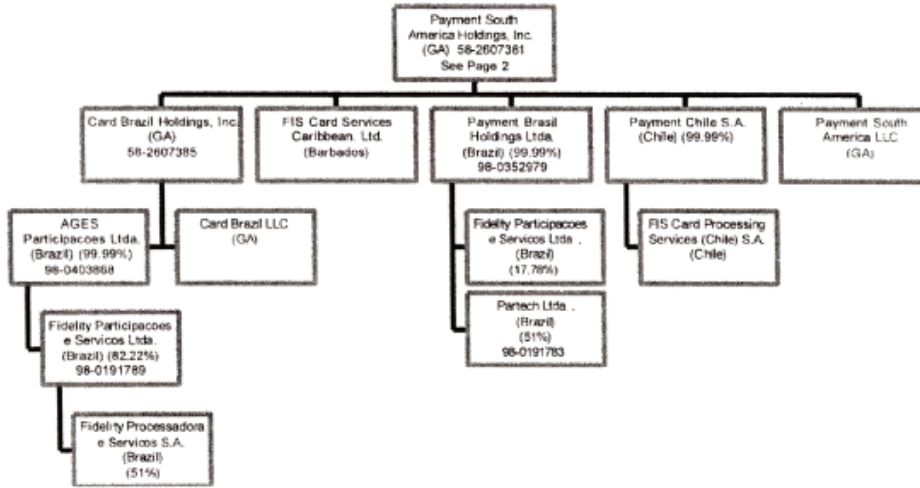 Payment South
America Holdings, Inc.
(GA) 58-2607381
See Page 2
Card Brazil Holdings, Inc.
(GA)
58-2607385
FIS Card Services
Caribbean. Ltd.
(Barbados)
Payment Brasil
Holdings Ltda.
(Brazil) (99.99%)
98-0352979
Payment Chile S.A.
(Chile) (99.99%)
Payment South
America LLC
(GA)
AGES
Participacoes Ltda.
(Brazil) (99.99%)
98-0403868
Card Brazil LLC
(GA)
Fidelity Participacoes
e Servicos Ltda .
(Brazil)
(17.78%)
FIS Card Processing
Services (Chile) S.A.
(Chile)
Partech Ltda .
(Brazil)
(51%)
98-0191783
Fidelity Participacoes
e Servicos Ltda.
(Brazil) (82.22%)
98-0191789
Fidelity Processadora
e Servicos S.A.
(Brazil)
(51%)